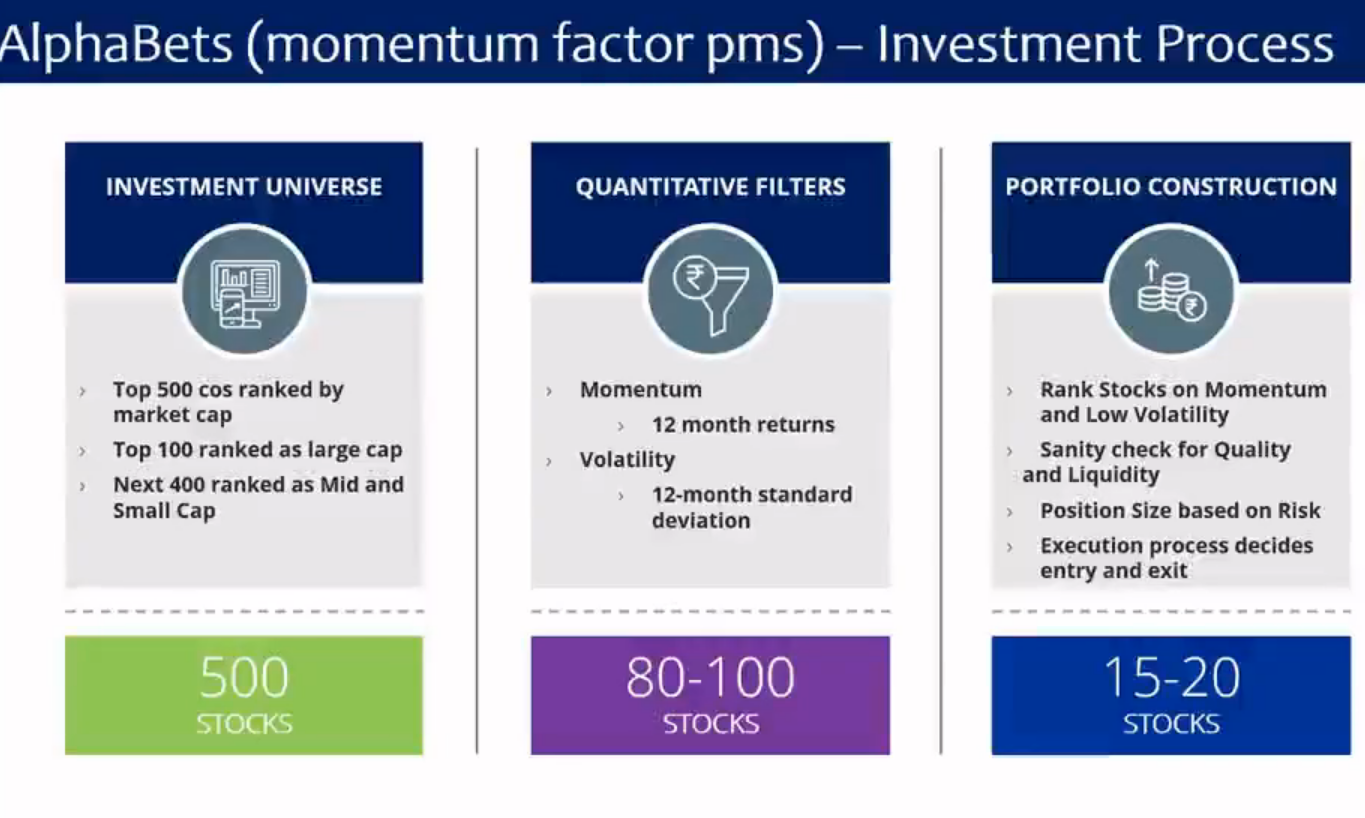 AlphaBets (momentum factor pms) – Investment Process
INVESTMENT UNIVERSE
› Top 500 cos ranked by
market cap
› Top 100 ranked as large cap
› Next 400 ranked as Mid and
Small Cap
500
STOCKS
QUANTITATIVE FILTERS
₹
› Momentum
› 12 month returns
› Volatility
› 12-month standard
deviation
80-100
STOCKS
PORTFOLIO CONSTRUCTION
₹
› Rank Stocks on Momentum
and Low Volatility
› Sanity check for Quality
and Liquidity
› Position Size based on Risk
› Execution process decides
entry and exit
15-20
STOCKS